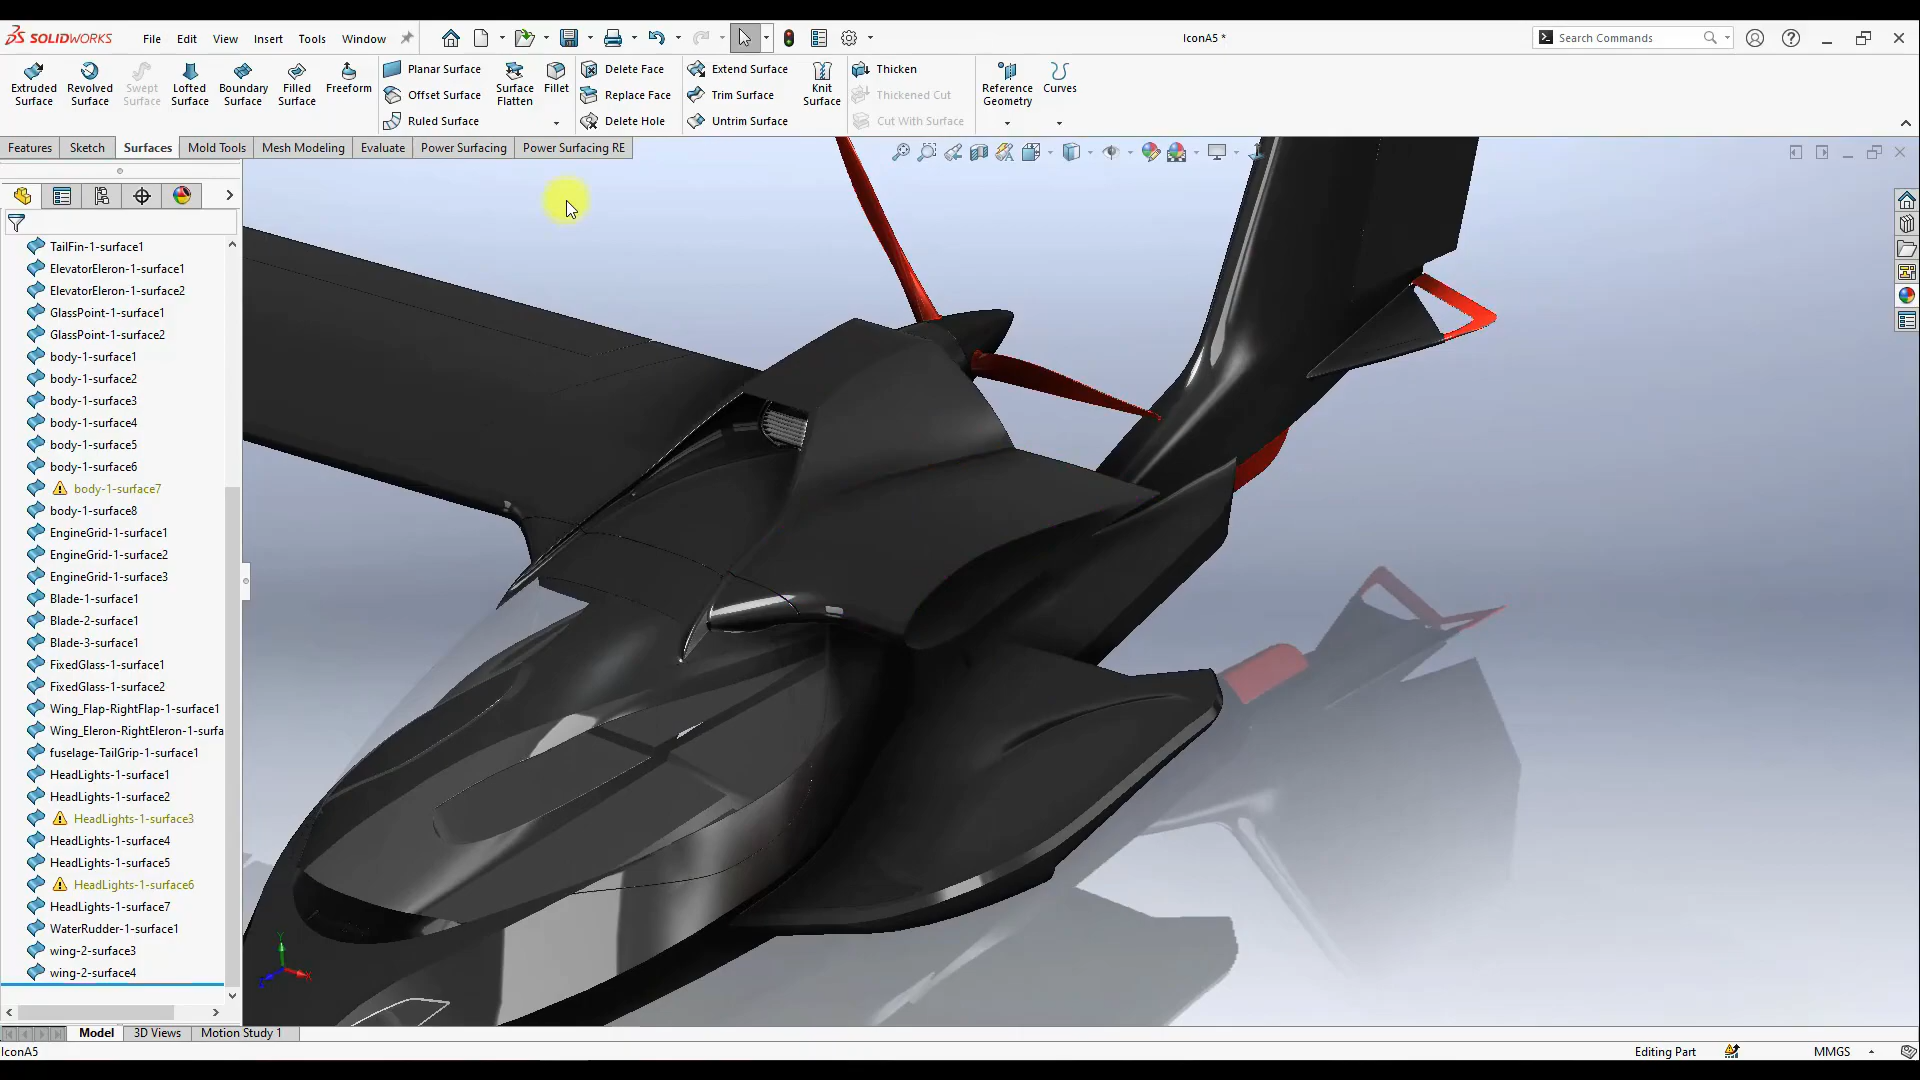 SOLIDWORKS
File Edit View Insert Tools Window
IconA5 *
Search Commands
Extruded Surface
Revolved Surface
Swept Surface
Lofted Surface
Boundary Surface
Filled Surface
Freeform
Planar Surface
Offset Surface
Ruled Surface
Surface Flatten
Fillet
Delete Face
Replace Face
Delete Hole
Extend Surface
Trim Surface
Untrim Surface
Knit Surface
Thicken
Thickened Cut
Cut With Surface
Reference Geometry
Curves
Features Sketch Surfaces Mold Tools Mesh Modeling Evaluate Power Surfacing Power Surfacing RE
TailFin-1-surface1
ElevatorEleron-1-surface1
ElevatorEleron-1-surface2
GlassPoint-1-surface1
GlassPoint-1-surface2
body-1-surface1
body-1-surface2
body-1-surface3
body-1-surface4
body-1-surface5
body-1-surface6
body-1-surface7
body-1-surface8
EngineGrid-1-surface1
EngineGrid-1-surface2
EngineGrid-1-surface3
Blade-1-surface1
Blade-2-surface1
Blade-3-surface1
FixedGlass-1-surface1
FixedGlass-1-surface2
Wing_Flap-RightFlap-1-surface1
Wing_Eleron-RightEleron-1-surfa
fuselage-TailGrip-1-surface1
HeadLights-1-surface1
HeadLights-1-surface2
HeadLights-1-surface3
HeadLights-1-surface4
HeadLights-1-surface5
HeadLights-1-surface6
HeadLights-1-surface7
WaterRudder-1-surface1
wing-2-surface3
wing-2-surface4
Y
X
Z
Model 3D Views Motion Study 1
IconA5
Editing Part
MMGS